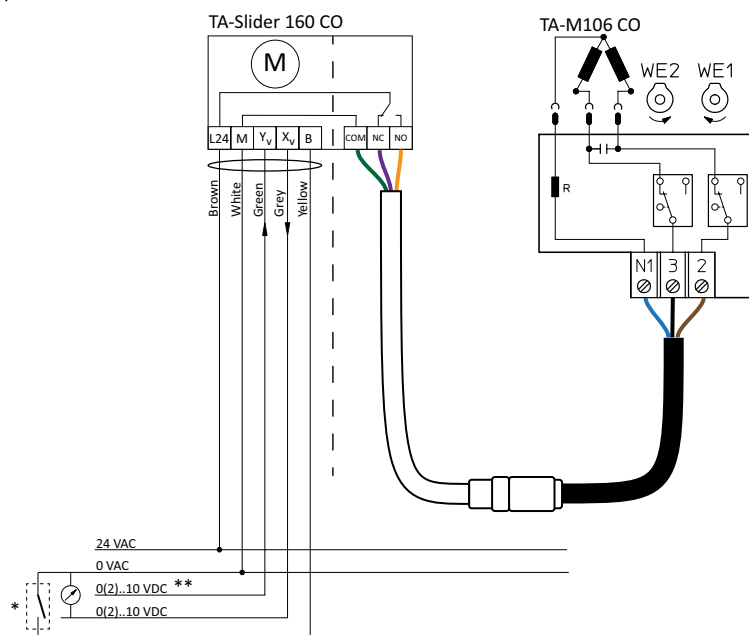 TA-Slider 160 CO
TA-M106 CO
M
WE2 WE1
L24 M Yv Xv B COM NC NO
R
Brown
White
Green
Grey
Yellow
N1 3 2
24 VAC
0 VAC
0(2)..10 VDC **
0(2)..10 VDC
*